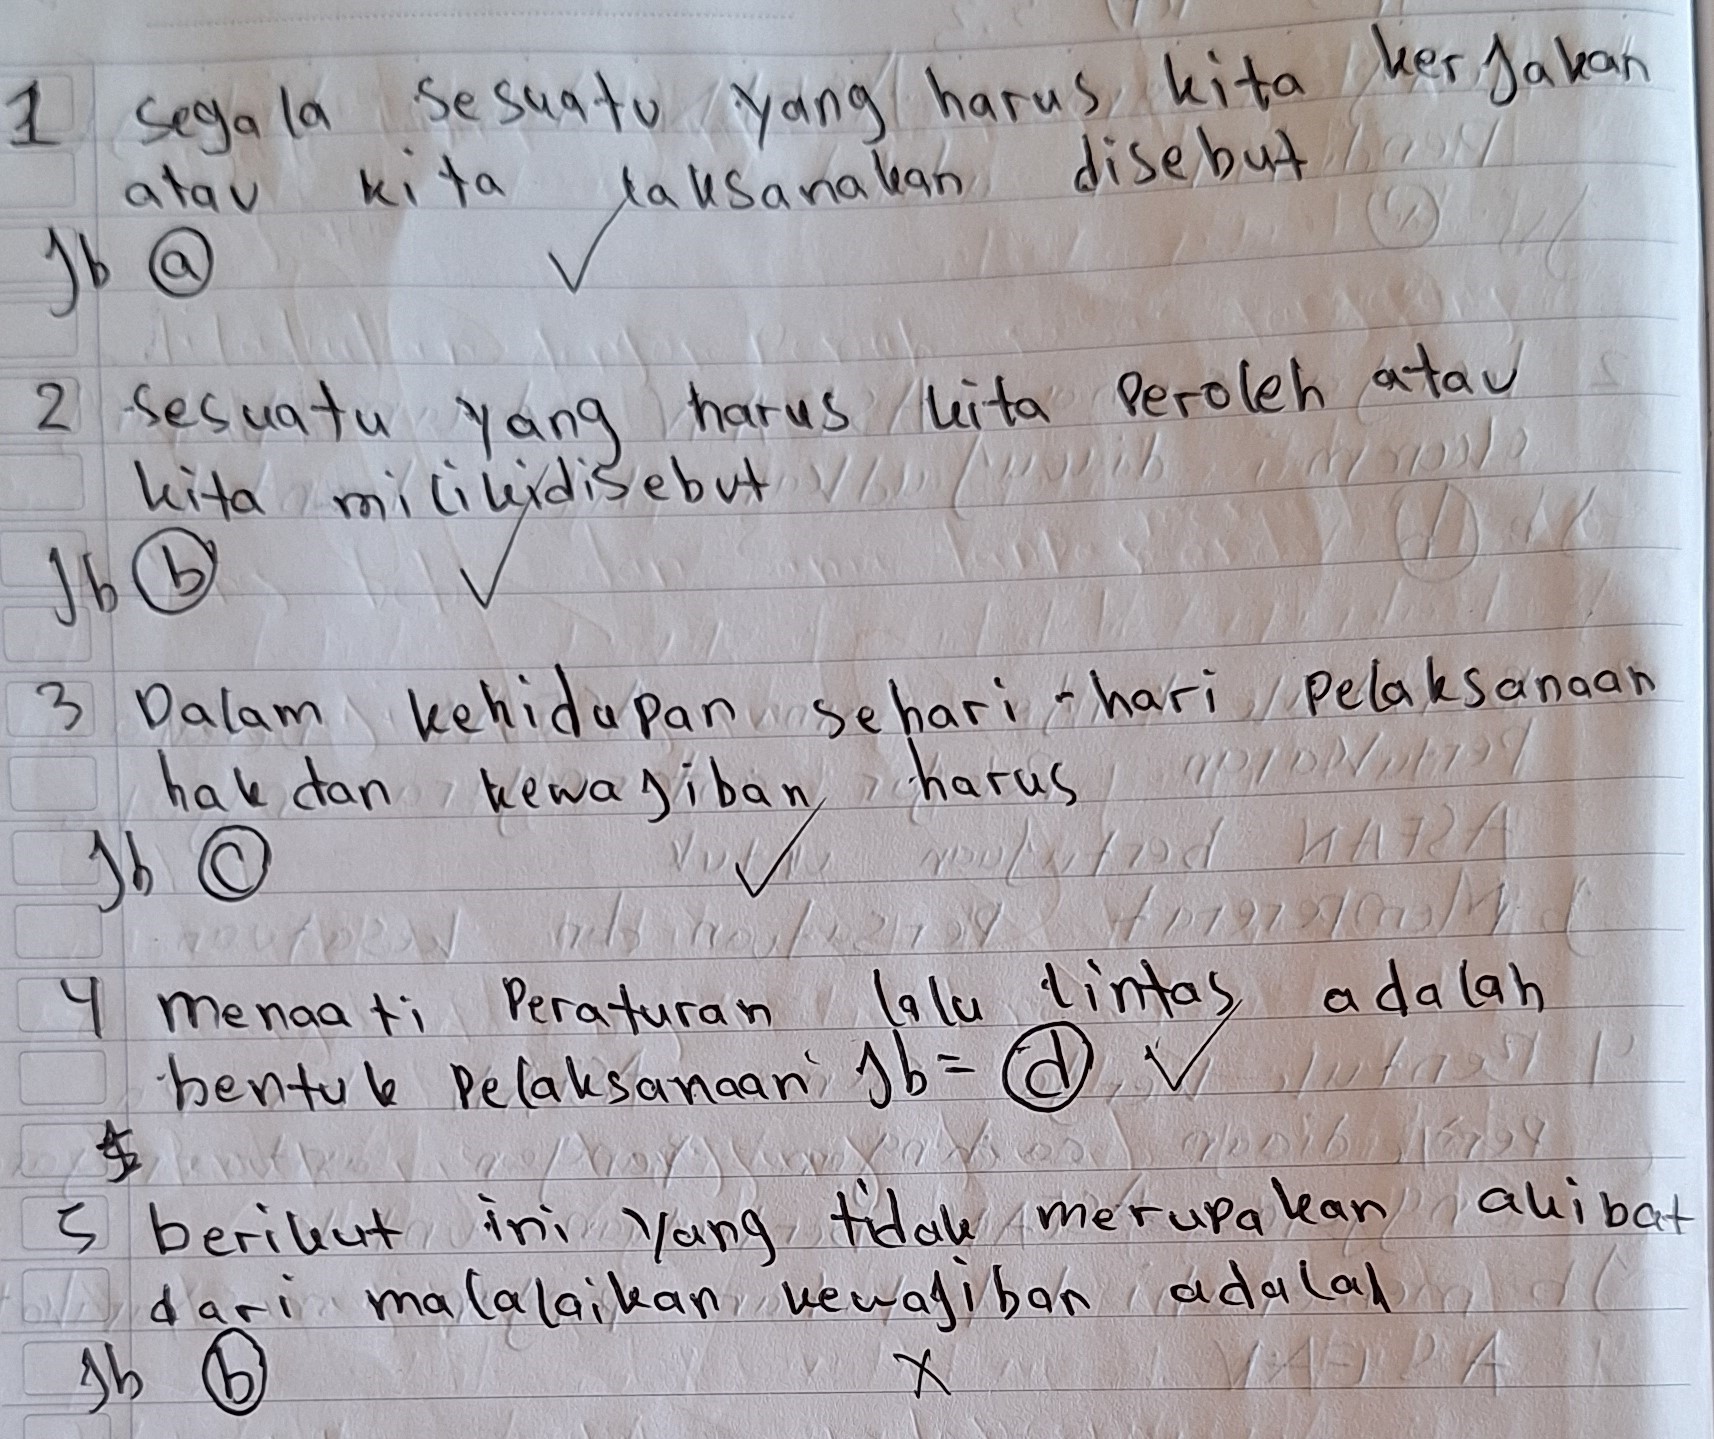 1 segala sesuatu yang harus kita kerjakan
atau kita laksanakan disebut
Jb a
2 Sesuatu yang harus kita Peroleh atau
kita milikidisebut
Jb b
3 Dalam kehidupan sehari-hari Pelaksanaan
hak dan kewajiban harus
Jb c
4 menaati Peraturan lalu lintas adalah
bentuk Pelaksanaan Jb = d
5 berikut ini yang tidak merupakan akibat
dari malalaikan kewajiban adalah
Jb b